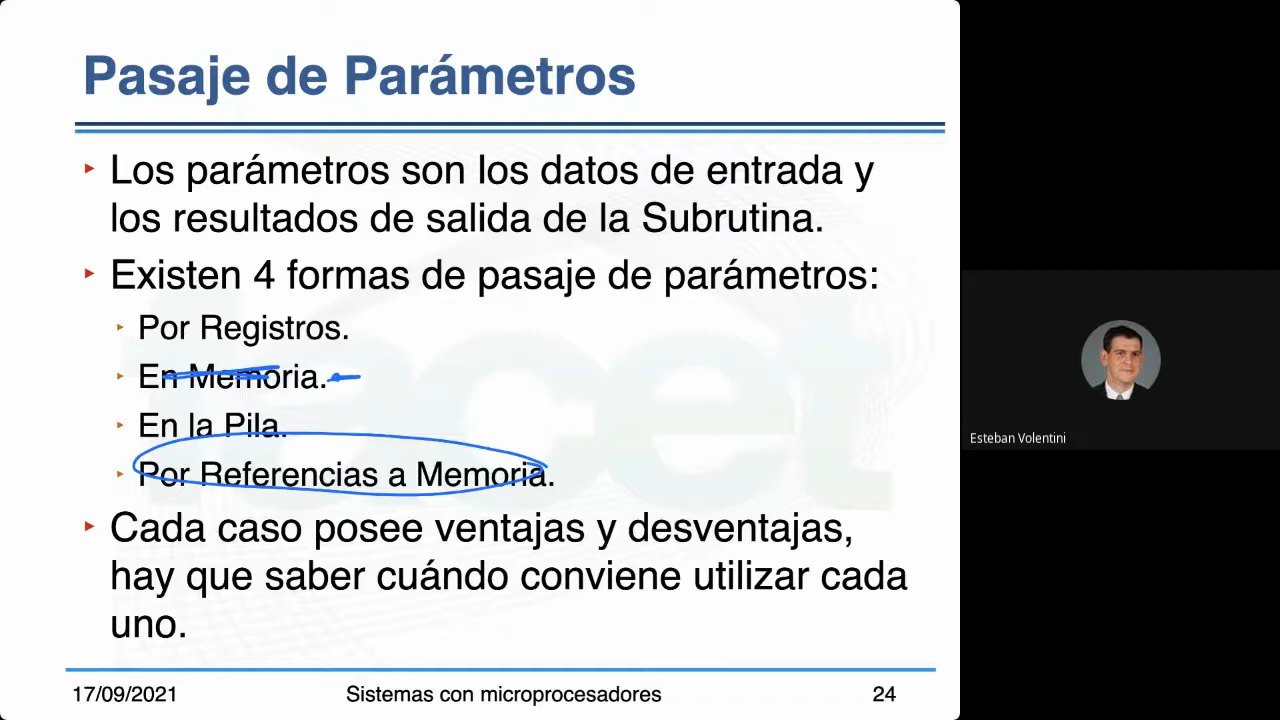 Pasaje de Parámetros
Los parámetros son los datos de entrada y
los resultados de salida de la Subrutina.
Existen 4 formas de pasaje de parámetros:
Por Registros.
En Memoria.
En la Pila.
Por Referencias a Memoria.
Cada caso posee ventajas y desventajas,
hay que saber cuándo conviene utilizar cada
uno.
17/09/2021 Sistemas con microprocesadores 24
Esteban Volentini